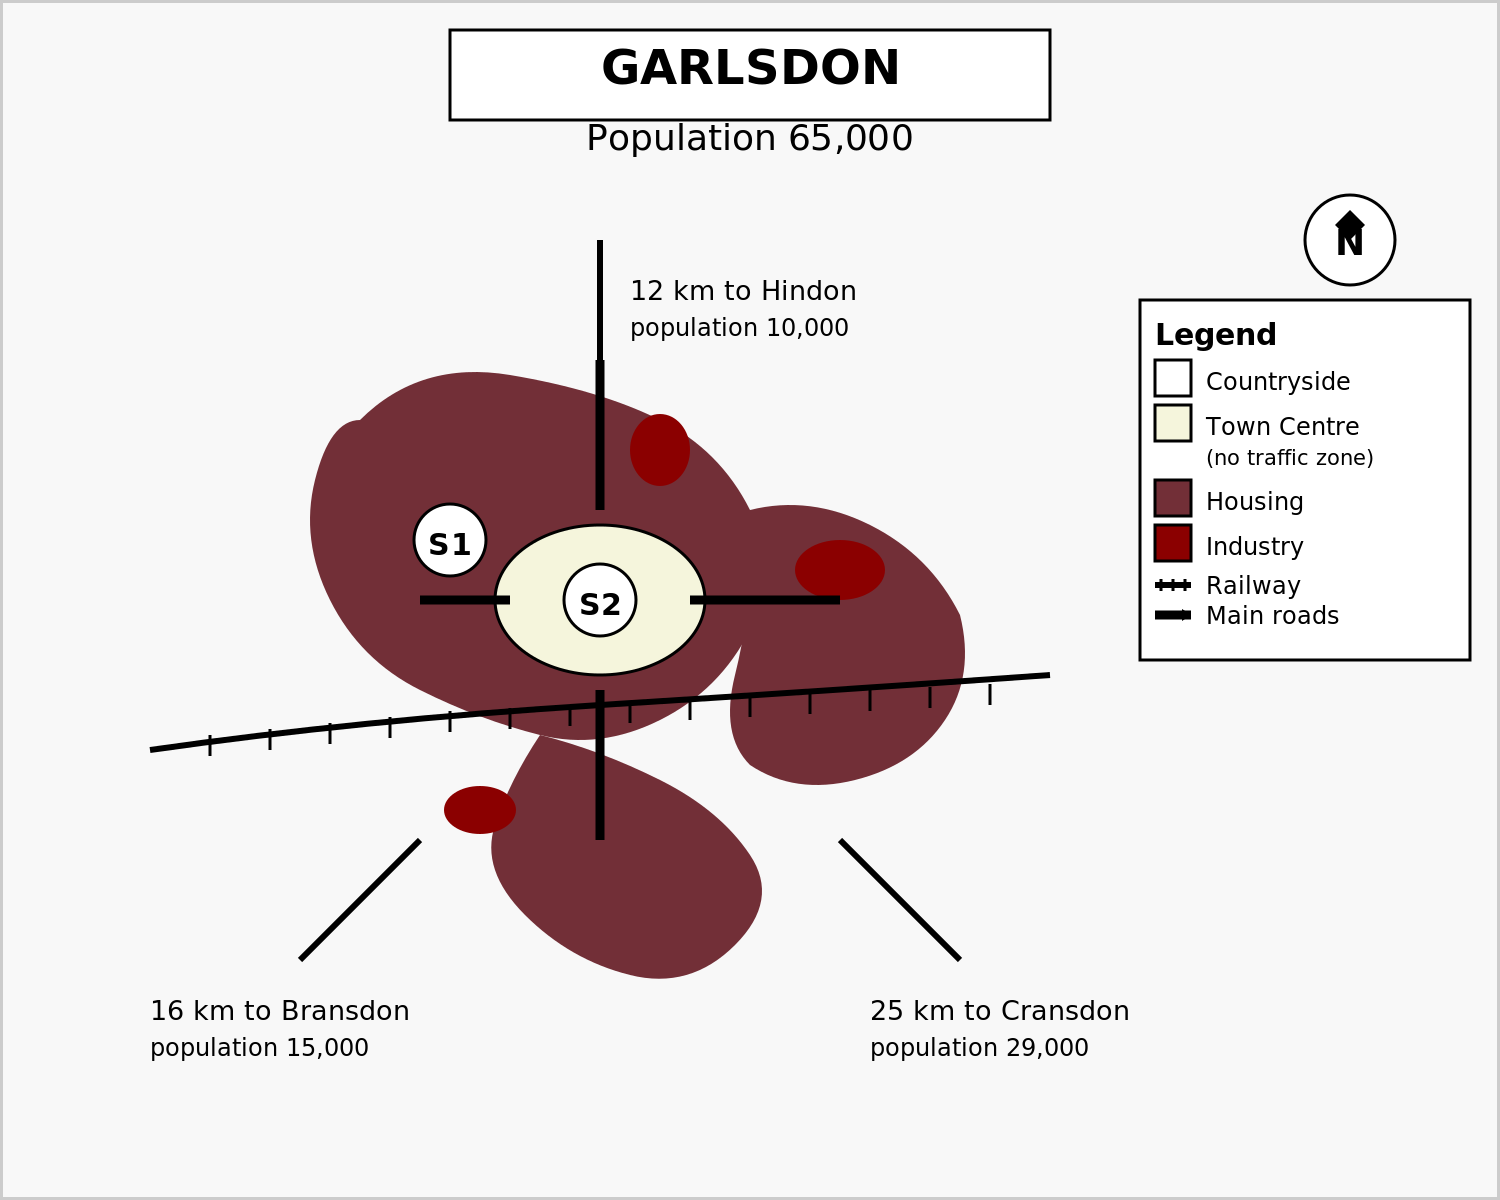 GARLSDON
Population 65,000
N
12 km to Hindon
population 10,000
Legend
Countryside
Town Centre
(no traffic zone)
Housing
Industry
Railway
Main roads
S1
S2
16 km to Bransdon
population 15,000
25 km to Cransdon
population 29,000